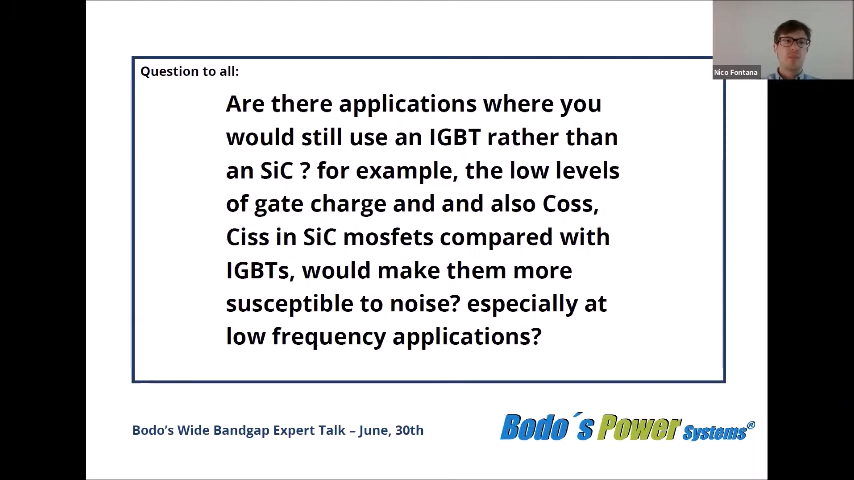 Nico Fontana
Question to all:
Are there applications where you
would still use an IGBT rather than
an SiC ? for example, the low levels
of gate charge and and also Coss,
Ciss in SiC mosfets compared with
IGBTs, would make them more
susceptible to noise? especially at
low frequency applications?
Bodo's Wide Bandgap Expert Talk – June, 30th
Bodo´s Power Systems®